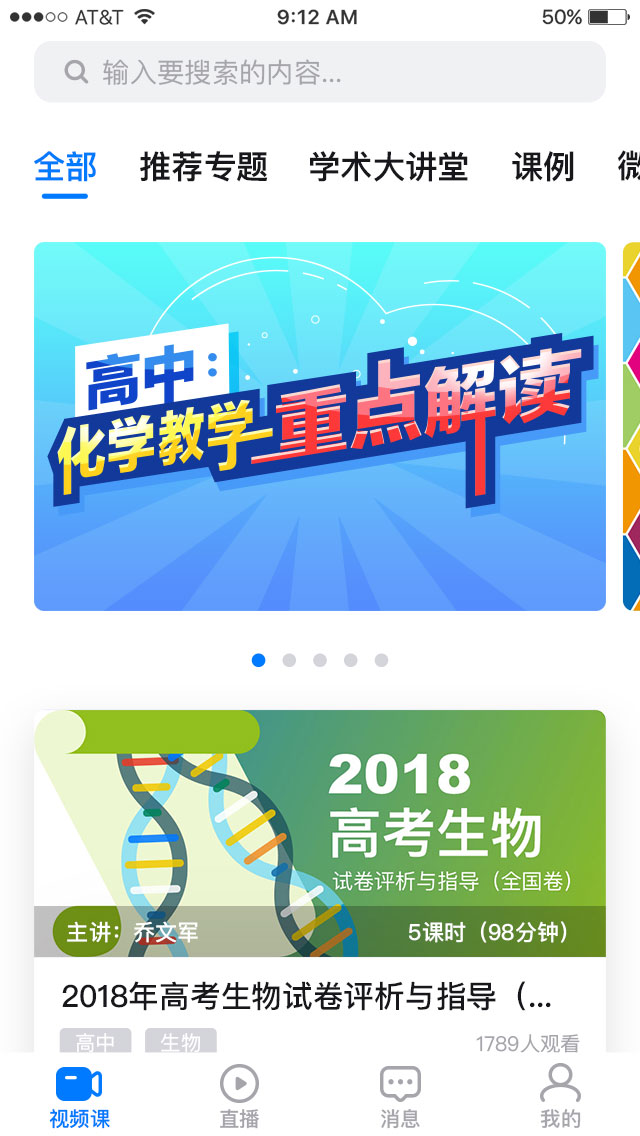 AT&T 9:12 AM 50%
输入要搜索的内容...
全部 推荐专题 学术大讲堂 课例 微
高中：
化学教学重点解读
2018
高考生物
试卷评析与指导（全国卷）
主讲：乔文军 5课时（98分钟）
2018年高考生物试卷评析与指导（...
高中 生物 1789人观看
视频课 直播 消息 我的